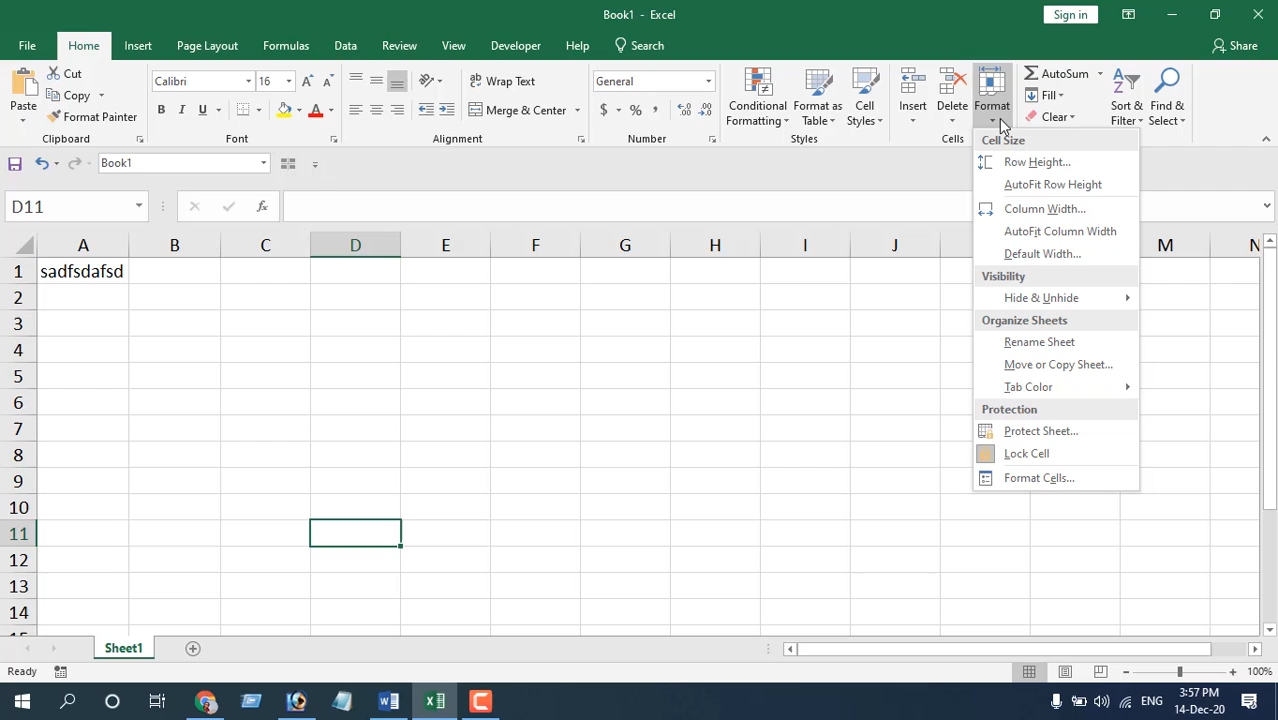 Book1 - Excel
Sign in
File Home Insert Page Layout Formulas Data Review View Developer Help Search Share
Paste
Cut
Copy
Format Painter
Clipboard
Calibri 16
B I U
Font
Wrap Text
Merge & Center
Alignment
General
$ % ,
Number
Conditional Formatting
Format as Table
Cell Styles
Styles
Insert
Delete
Format
Cells
AutoSum
Fill
Clear
Sort & Filter
Find & Select
Book1
D11
fx
A B C D E F G H I J M N
1 sadfsdafsd
2
3
4
5
6
7
8
9
10
11
12
13
14
15
Cell Size
Row Height...
AutoFit Row Height
Column Width...
AutoFit Column Width
Default Width...
Visibility
Hide & Unhide
Organize Sheets
Rename Sheet
Move or Copy Sheet...
Tab Color
Protection
Protect Sheet...
Lock Cell
Format Cells...
Sheet1
Ready
100%
ENG
3:57 PM
14-Dec-20